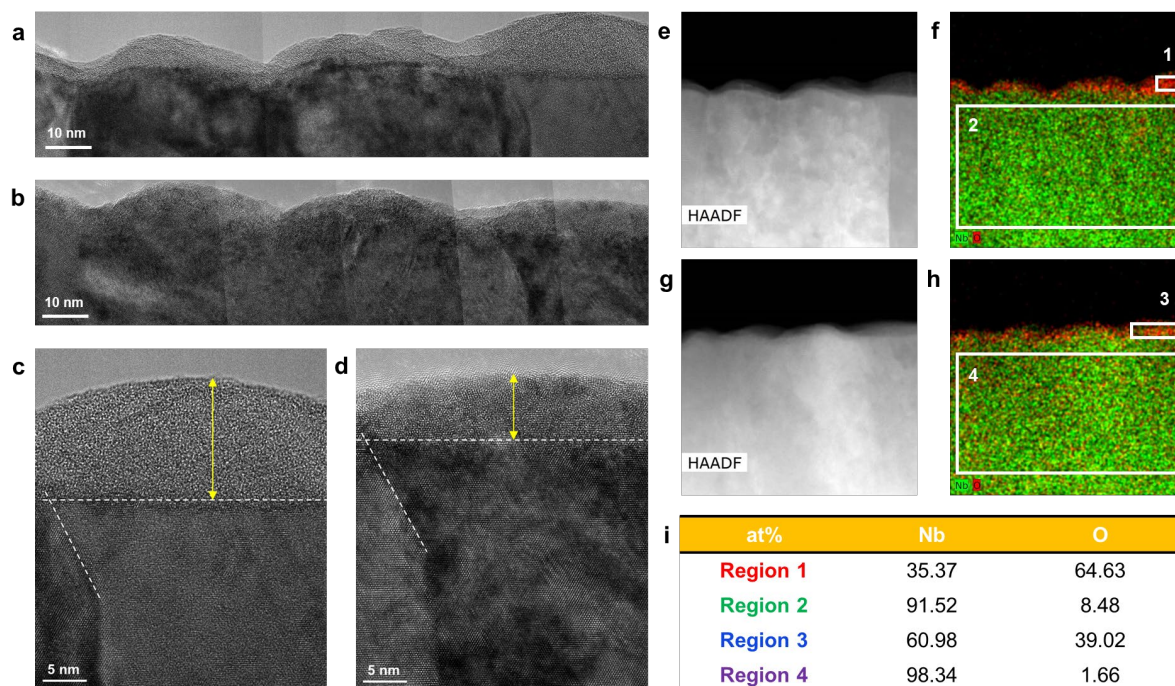 a
10 nm
b
10 nm
c
5 nm
d
5 nm
e
HAADF
f
1
2
Nb O
g
HAADF
h
3
4
Nb O
i
at% Nb O
Region 1 35.37 64.63
Region 2 91.52 8.48
Region 3 60.98 39.02
Region 4 98.34 1.66